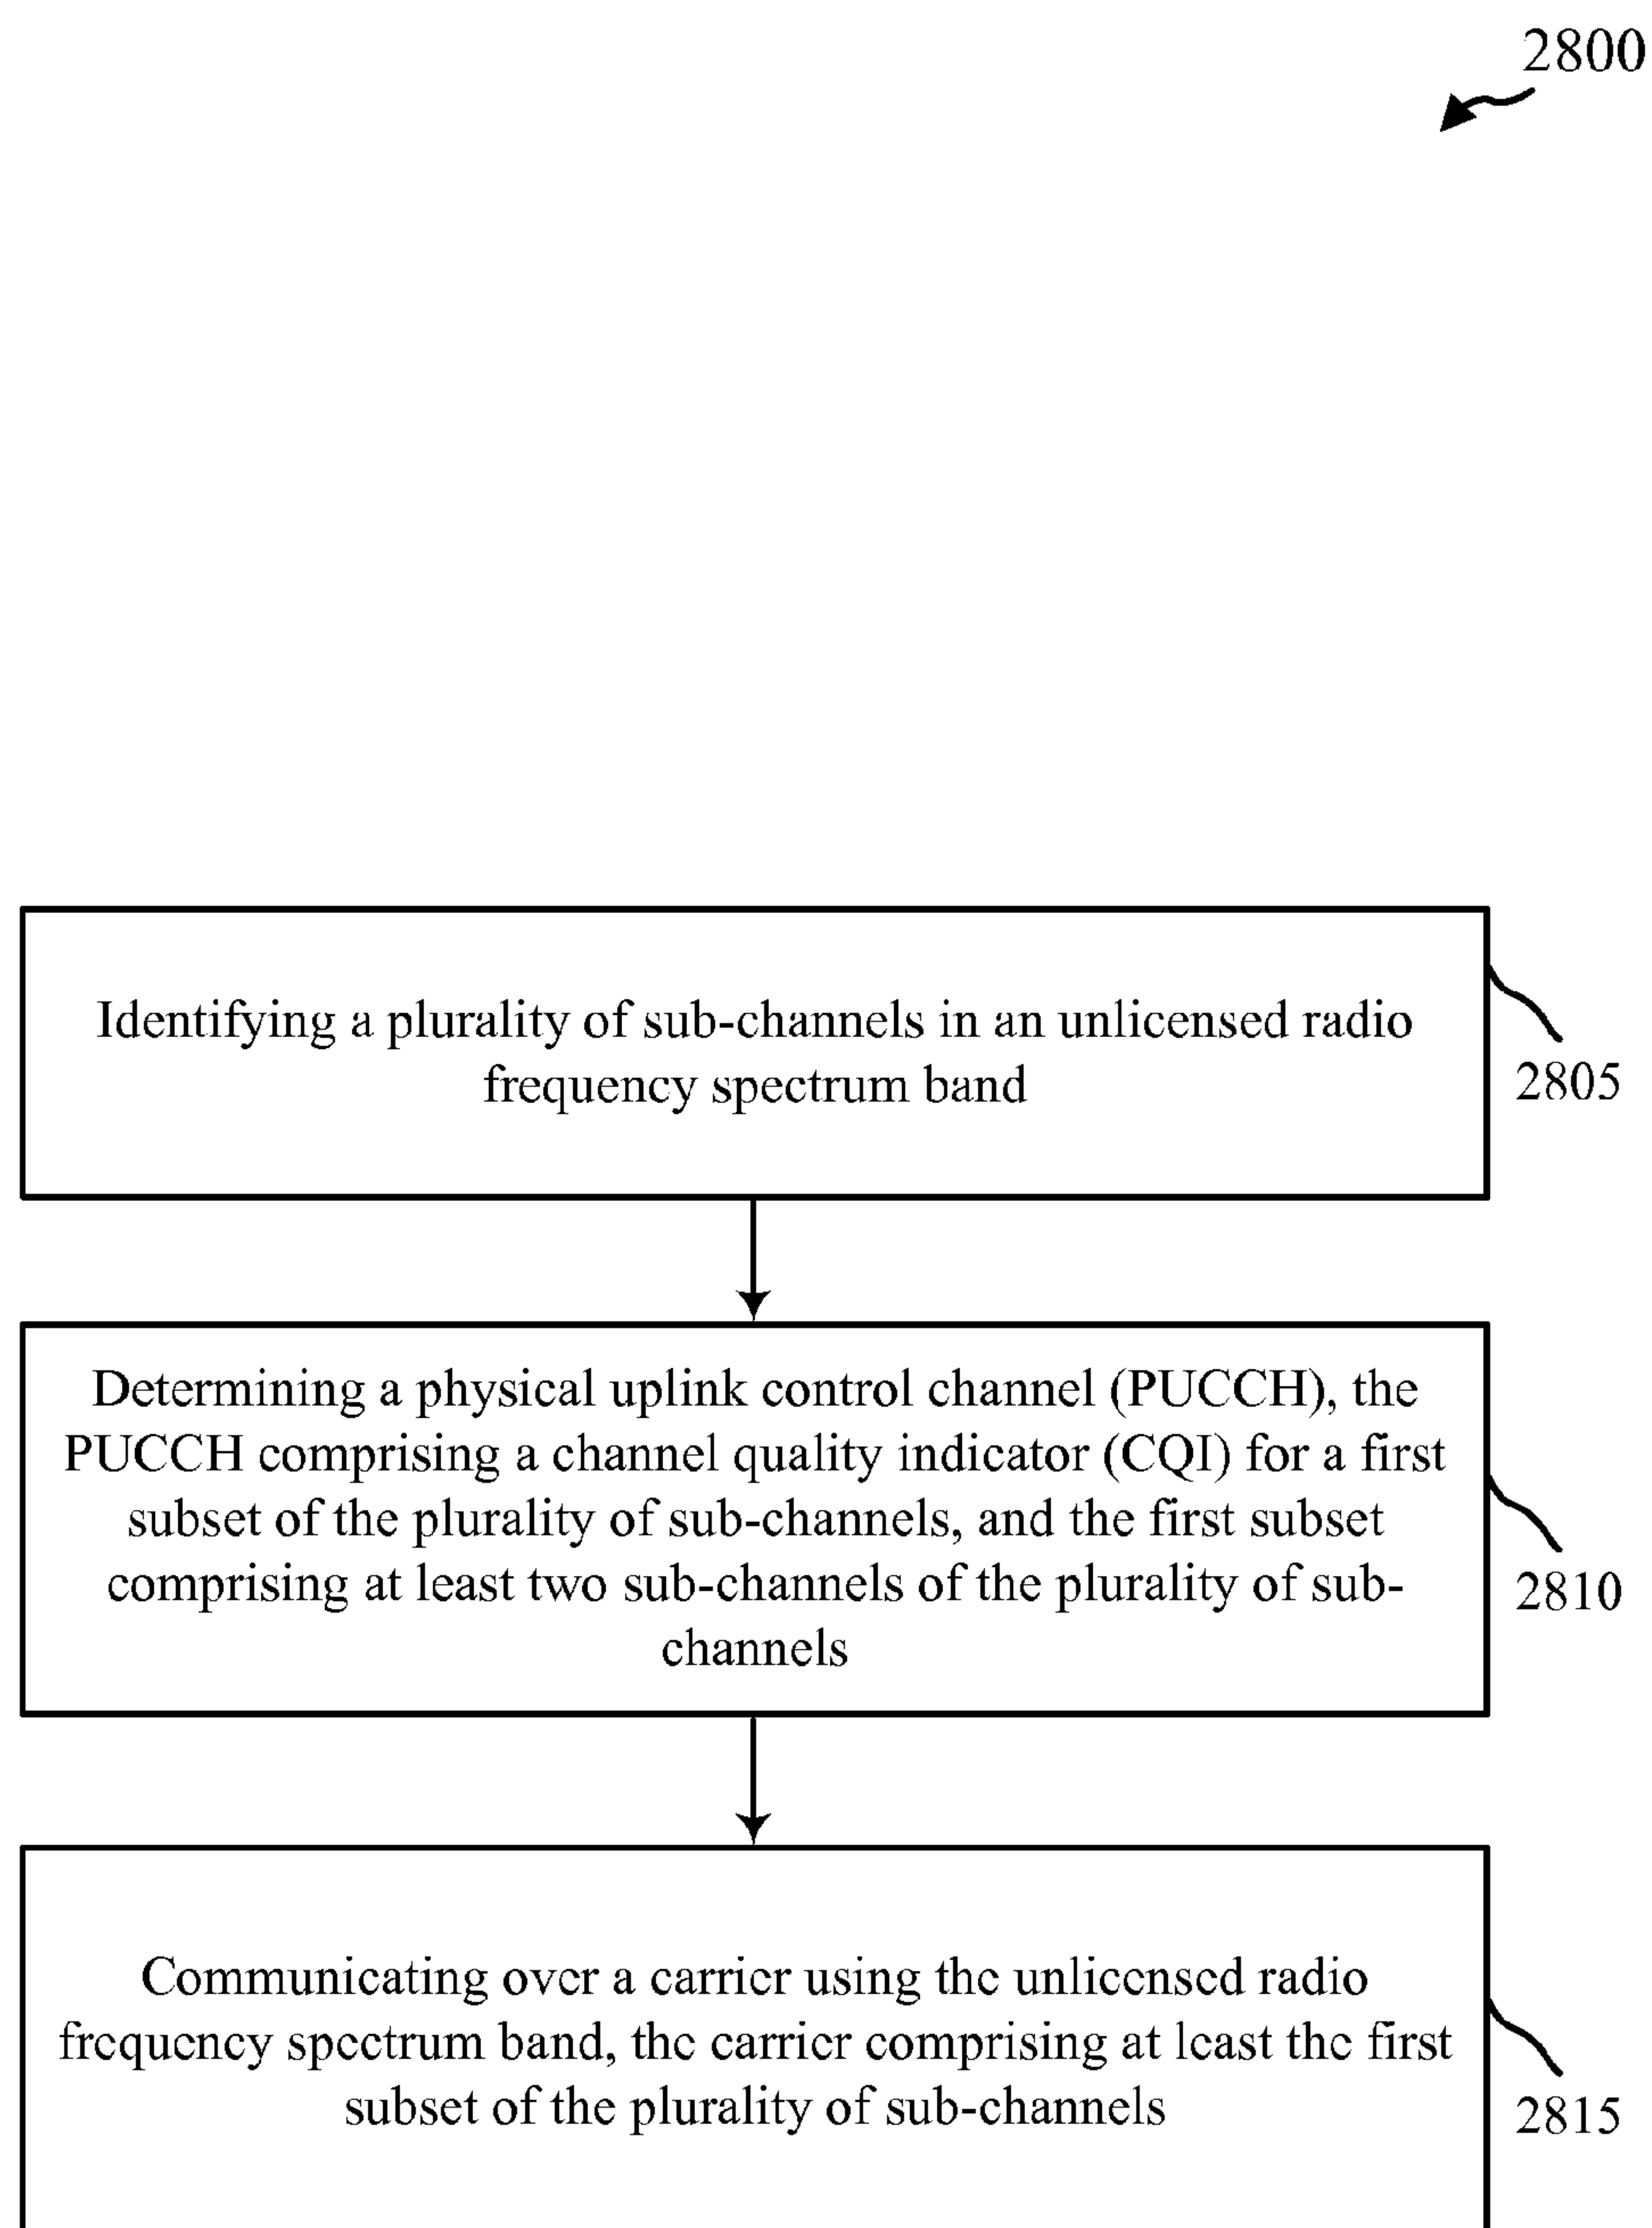 2800
Identifying a plurality of sub-channels in an unlicensed radio
frequency spectrum band
2805
Determining a physical uplink control channel (PUCCH), the
PUCCH comprising a channel quality indicator (CQI) for a first
subset of the plurality of sub-channels, and the first subset
comprising at least two sub-channels of the plurality of sub-
channels
2810
Communicating over a carrier using the unlicensed radio
frequency spectrum band, the carrier comprising at least the first
subset of the plurality of sub-channels
2815